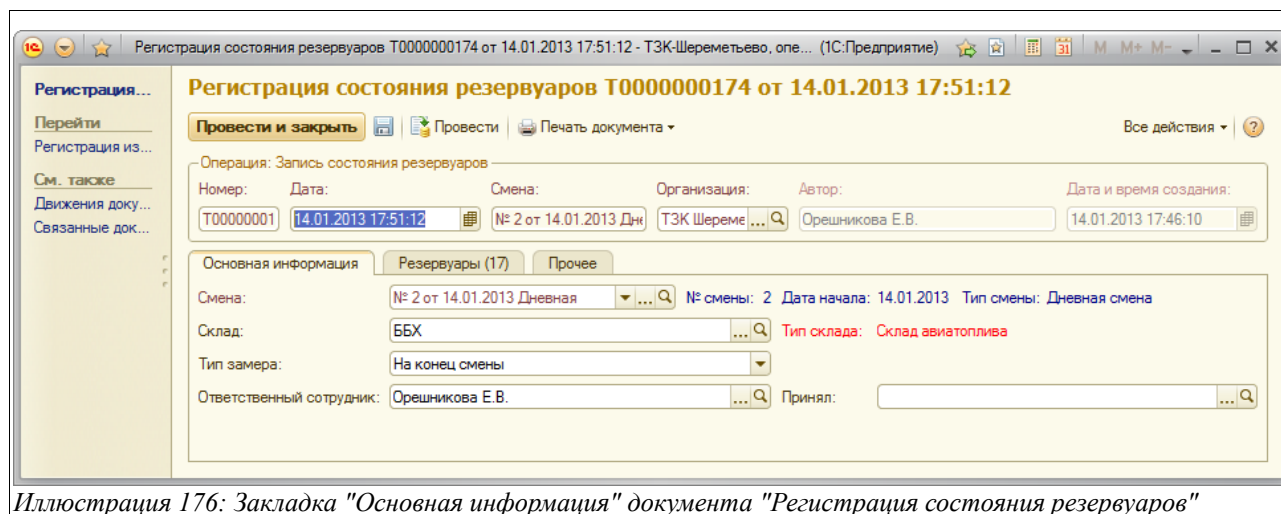 Регистрация состояния резервуаров Т0000000174 от 14.01.2013 17:51:12 - ТЗК-Шереметьево, опе... (1С:Предприятие) M M+ M-
Регистрация...
Перейти
Регистрация из...
См. также
Движения доку...
Связанные док...
Регистрация состояния резервуаров Т0000000174 от 14.01.2013 17:51:12
Провести и закрыть Провести Печать документа Все действия
Операция: Запись состояния резервуаров
Номер: Дата: Смена: Организация: Автор: Дата и время создания:
Т00000001 14.01.2013 17:51:12 № 2 от 14.01.2013 Дне ТЗК Шереме ... Орешникова Е.В. 14.01.2013 17:46:10
Основная информация Резервуары (17) Прочее
Смена: № 2 от 14.01.2013 Дневная ... № смены: 2 Дата начала: 14.01.2013 Тип смены: Дневная смена
Склад: ББХ ... Тип склада: Склад авиатоплива
Тип замера: На конец смены
Ответственный сотрудник: Орешникова Е.В. ... Принял: ...
Иллюстрация 176: Закладка "Основная информация" документа "Регистрация состояния резервуаров"